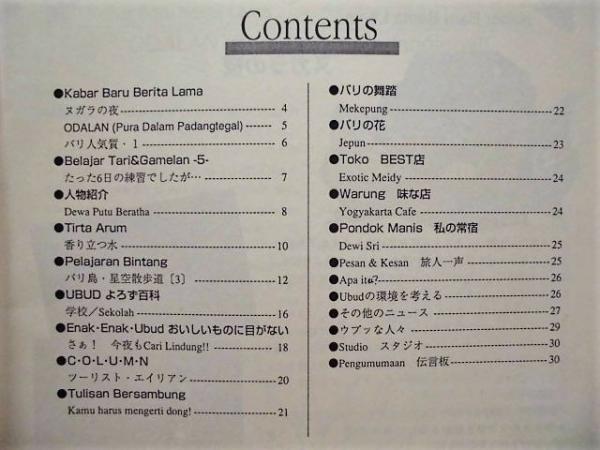 Contents
●Kabar Baru Berita Lama
ヌガラの夜 4
ODALAN (Pura Dalam Padangtegal) 5
バリ人気質・1 6
●Belajar Tari&Gamelan -5-
たった6日の練習でしたが… 7
●人物紹介
Dewa Putu Beratha 8
●Tirta Arum
香り立つ水 10
●Pelajaran Bintang
バリ島・星空散歩道〔3〕 12
●UBUD よろず百科
学校／Sekolah 16
●Enak·Enak·Ubud おいしいものに目がない
さぁ！ 今夜もCari Lindung!! 18
●C·O·L·U·M·N
ツーリスト・エイリアン 20
●Tulisan Bersambung
Kamu harus mengerti dong! 21
●バリの舞踏
Mekepung 22
●バリの花
Jepun 23
●Toko BEST店
Exotic Meidy 24
●Warung 味な店
Yogyakarta Cafe 24
●Pondok Manis 私の常宿
Dewi Sri 25
●Pesan & Kesan 旅人一声 25
●Apa itu? 26
●Ubudの環境を考える 26
●その他のニュース 27
●ウブッな人々 29
●Studio スタジオ 30
●Pengumumaan 伝言板 30